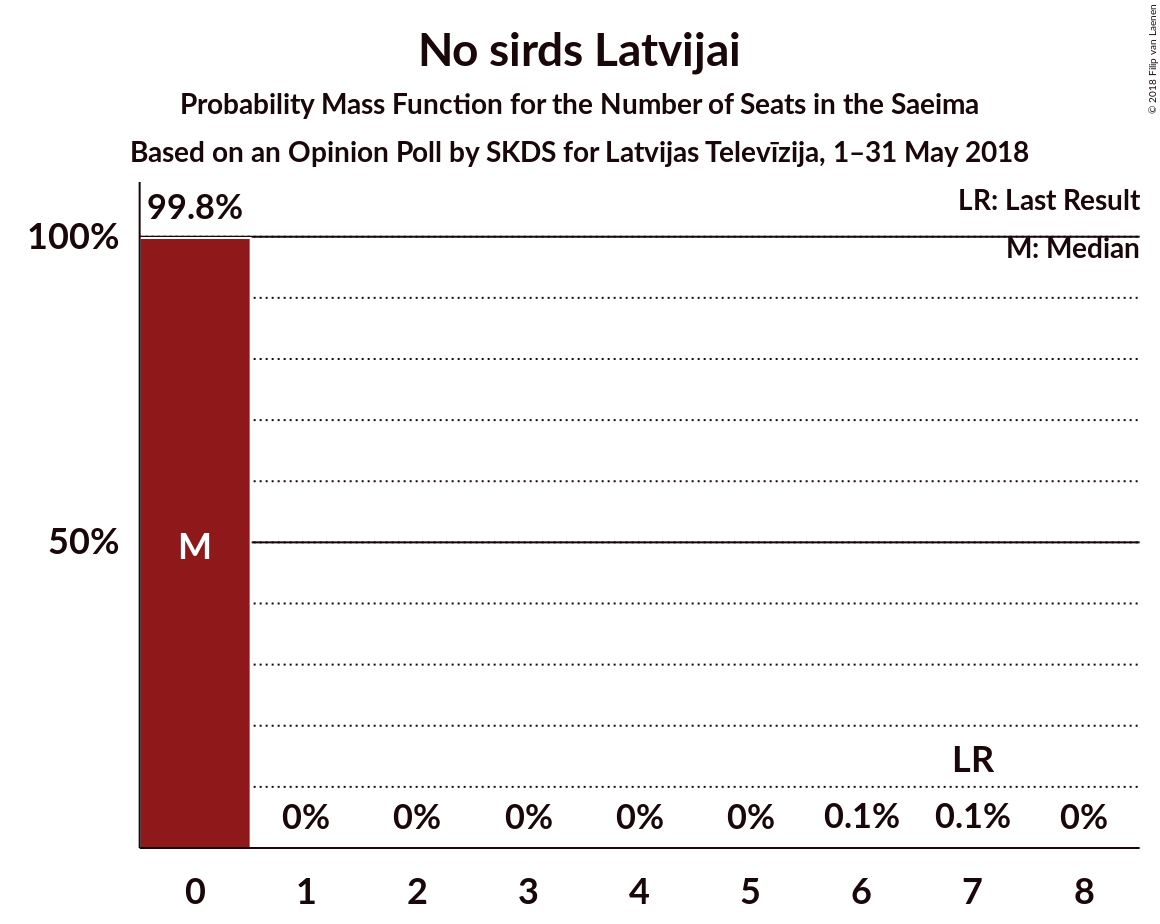 No sirds Latvijai
Probability Mass Function for the Number of Seats in the Saeima
Based on an Opinion Poll by SKDS for Latvijas Televīzija, 1–31 May 2018
© 2018 Filip van Laenen
LR: Last Result
M: Median
99.8%
100%
50%
M
LR
0% 0% 0% 0% 0% 0.1% 0.1% 0%
0 1 2 3 4 5 6 7 8